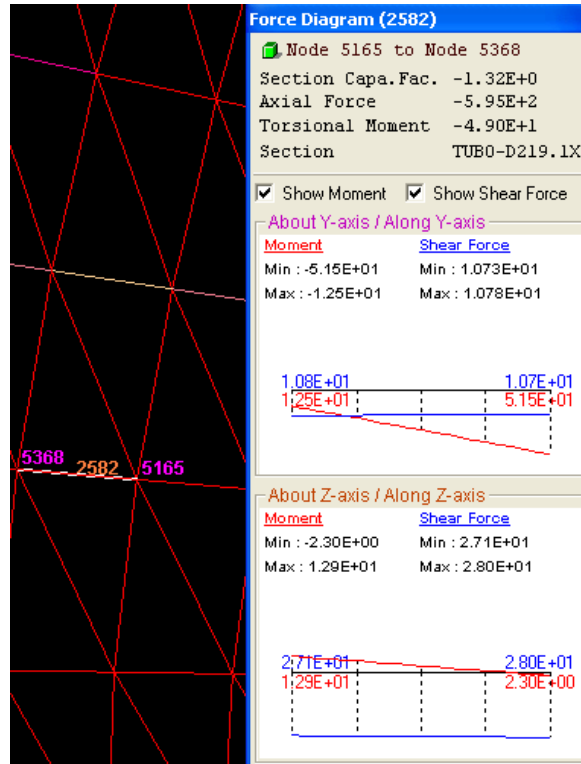 5368
2582
5165
Force Diagram (2582)
Node 5165 to Node 5368
Section Capa.Fac. -1.32E+0
Axial Force -5.95E+2
Torsional Moment -4.90E+1
Section TUBO-D219.1X
Show Moment Show Shear Force
About Y-axis / Along Y-axis
Moment Shear Force
Min : -5.15E+01 Min : 1.073E+01
Max : -1.25E+01 Max : 1.078E+01
1.08E+01 1.07E+01
1.25E+01 5.15E+01
About Z-axis / Along Z-axis
Moment Shear Force
Min : -2.30E+00 Min : 2.71E+01
Max : 1.29E+01 Max : 2.80E+01
2.71E+01 2.80E+01
1.29E+01 2.30E+00